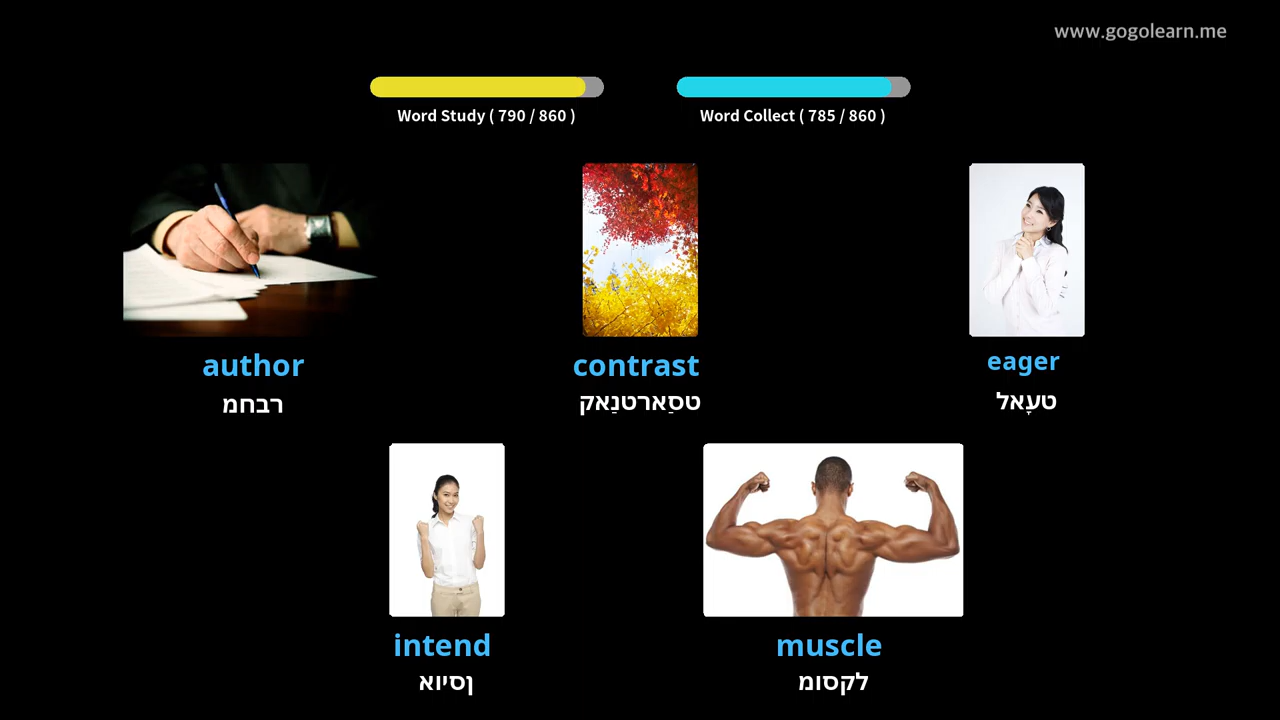 www.gogolearn.me
Word Study ( 790 / 860 )
Word Collect ( 785 / 860 )
author
רבחמ
contrast
טסַארטנַאק
eager
טעָאל
intend
ןסיוא
muscle
לקסומ